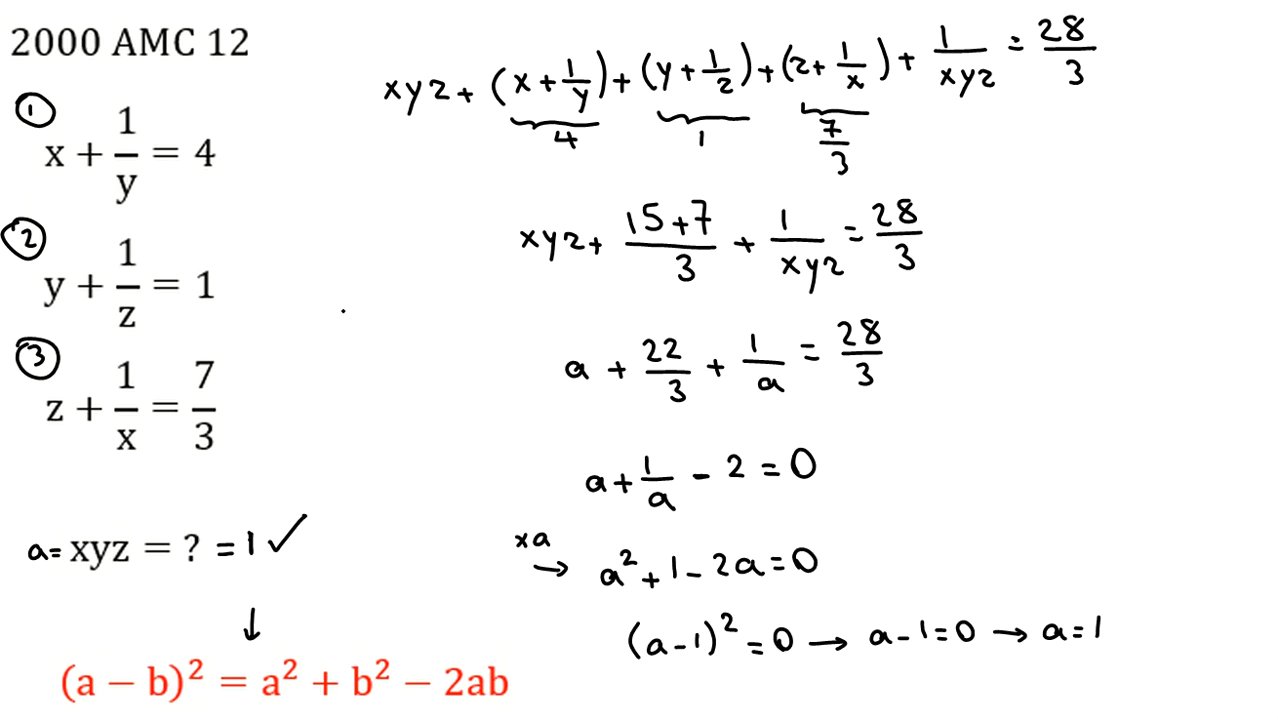 2000 AMC 12
① x + 1/y = 4
② y + 1/z = 1
③ z + 1/x = 7/3
a = xyz = ? = 1 ✓
↓
(a − b)² = a² + b² − 2ab
xyz + (x + 1/y) + (y + 1/z) + (z + 1/x) + 1/xyz = 28/3
4 1 7/3
xyz + (15+7)/3 + 1/xyz = 28/3
a + 22/3 + 1/a = 28/3
a + 1/a - 2 = 0
xa → a² + 1 - 2a = 0
(a - 1)² = 0 → a - 1 = 0 → a = 1